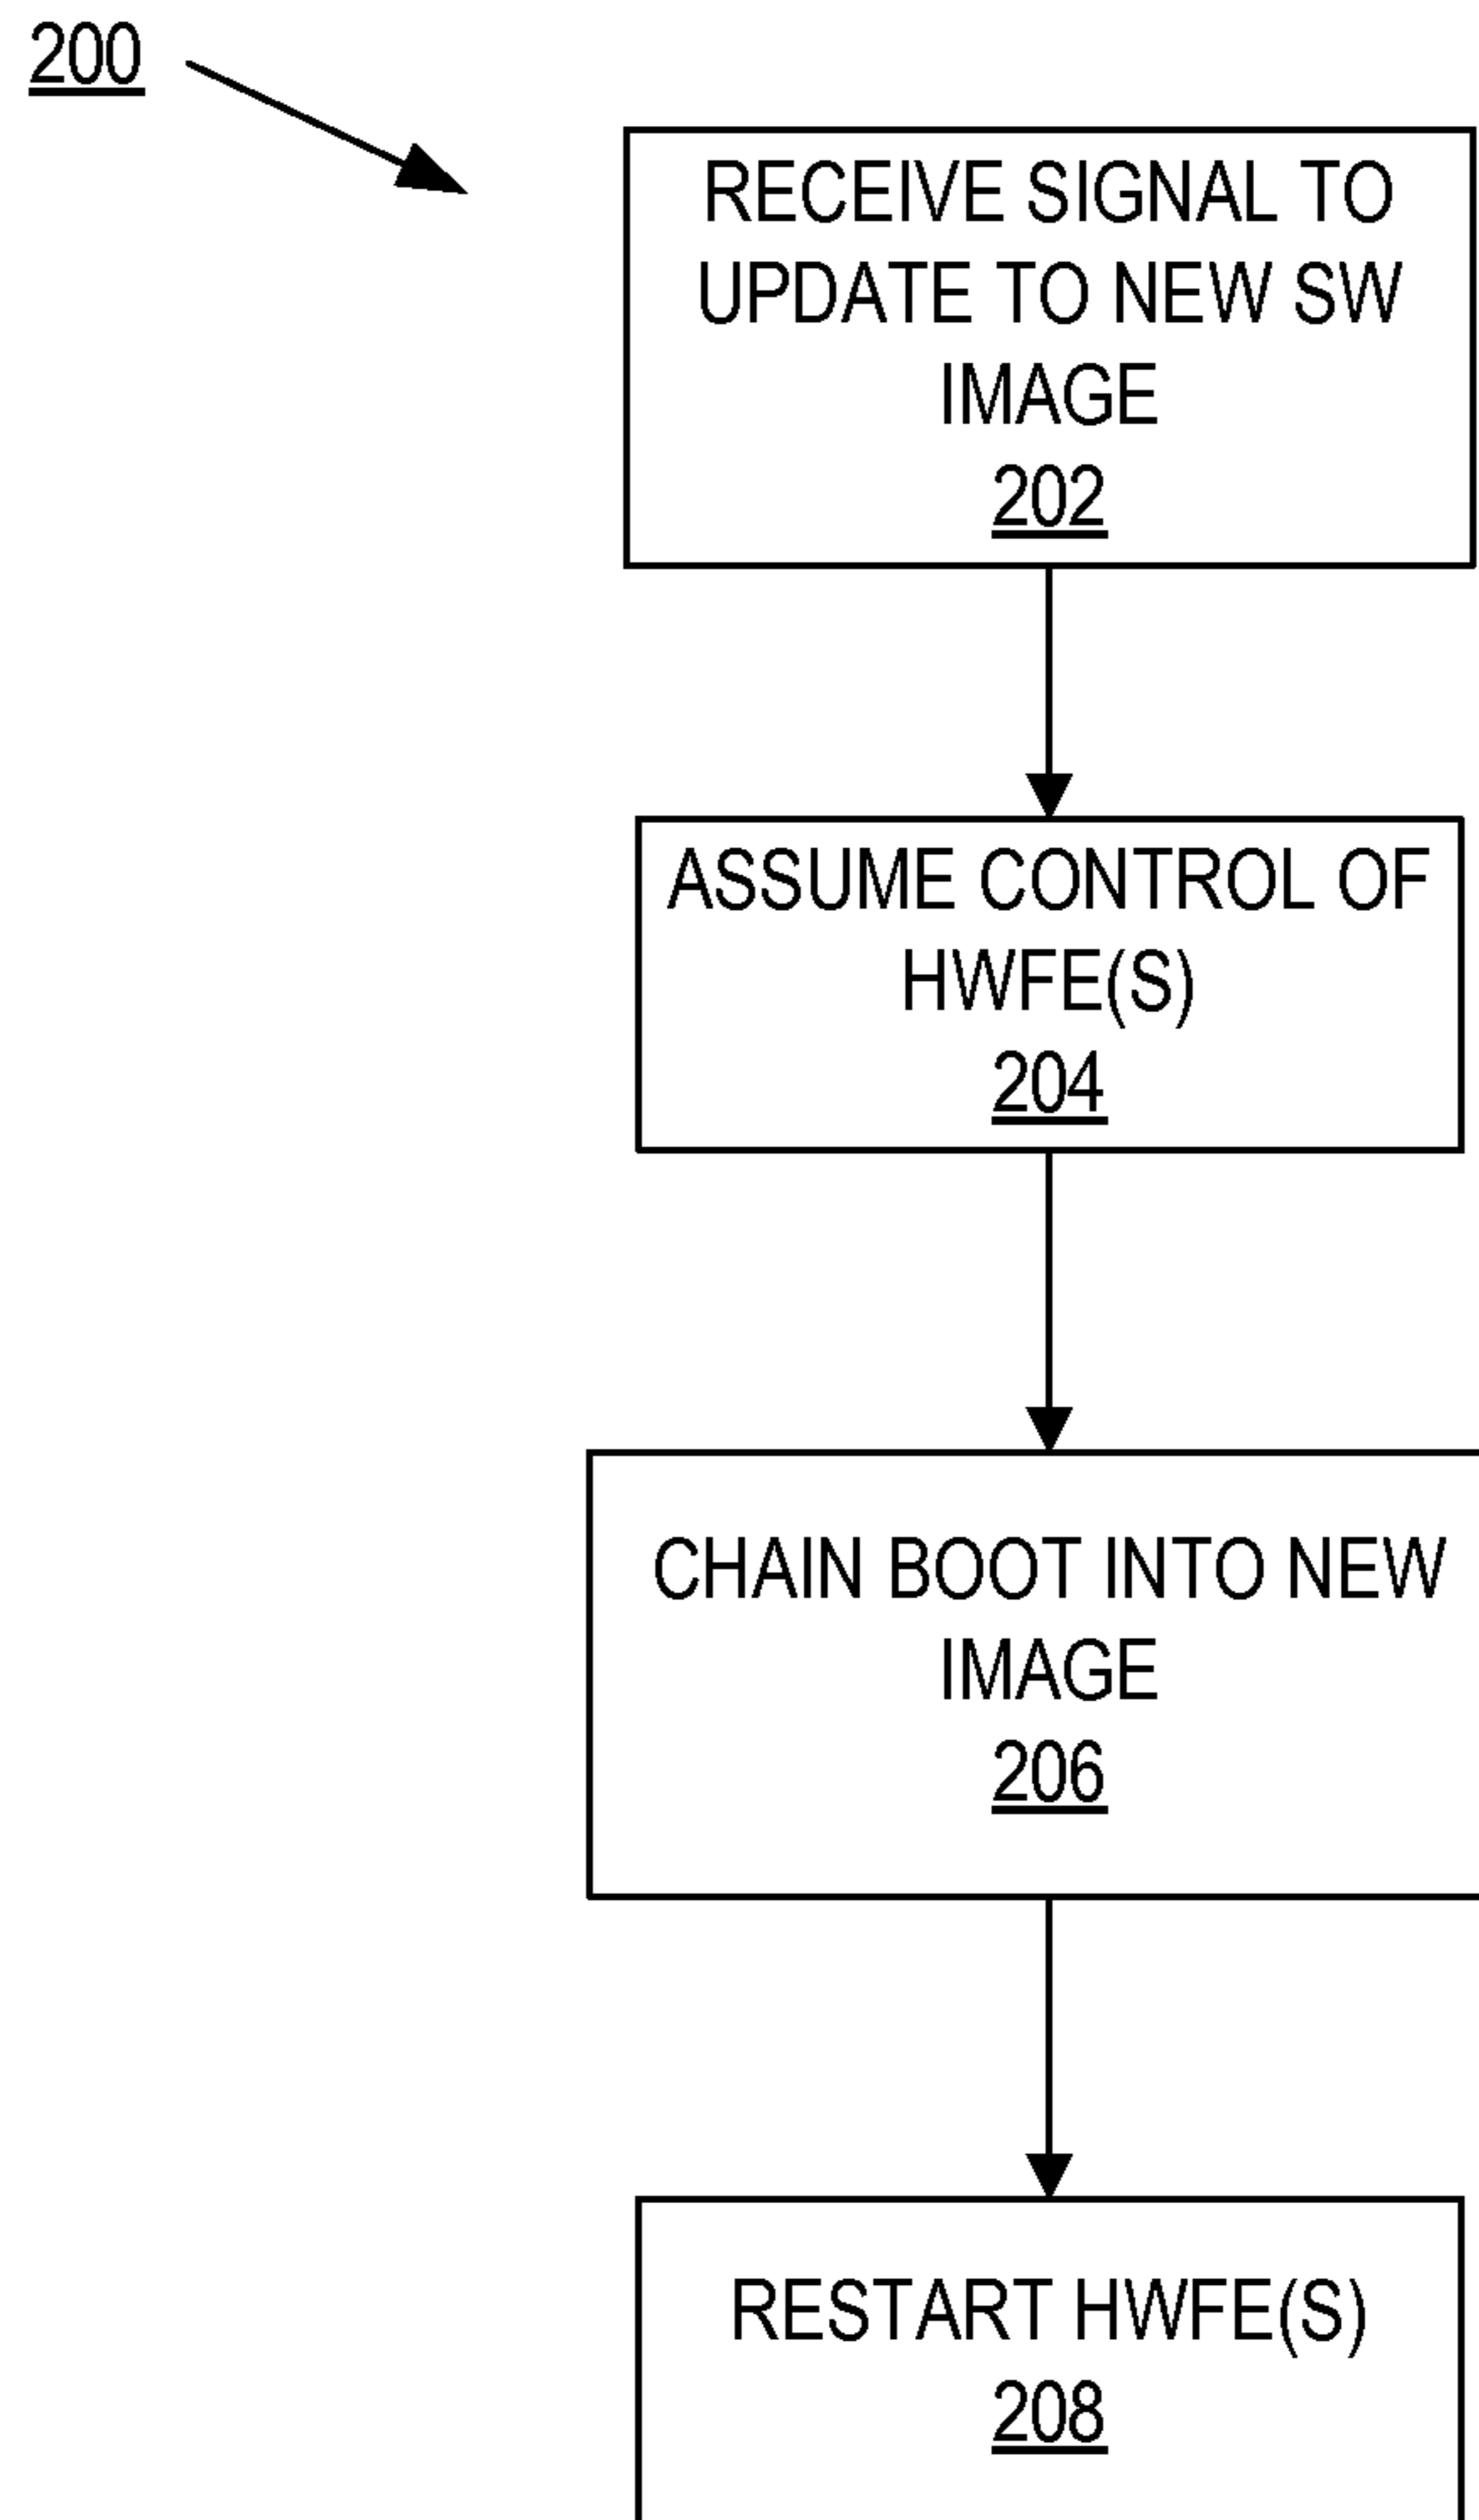 200
RECEIVE SIGNAL TO
UPDATE TO NEW SW
IMAGE
202
ASSUME CONTROL OF
HWFE(S)
204
CHAIN BOOT INTO NEW
IMAGE
206
RESTART HWFE(S)
208